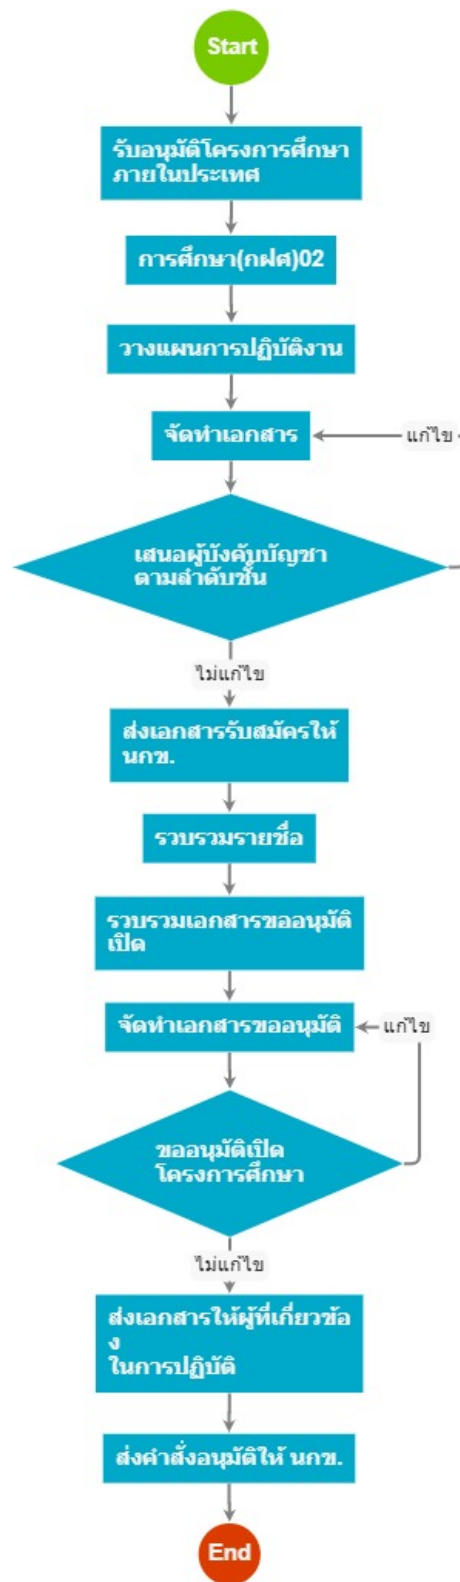 Start
รับอนุมัติโครงการศึกษา
ภายในประเทศ
การศึกษา(กฝศ)02
วางแผนการปฏิบัติงาน
จัดทำเอกสาร
แก้ไข
เสนอผู้บังคับบัญชา
ตามลำดับชั้น
ไม่แก้ไข
ส่งเอกสารรับสมัครให้
นกข.
รวบรวมรายชื่อ
รวบรวมเอกสารขออนุมัติ
เปิด
จัดทำเอกสารขออนุมัติ
แก้ไข
ขออนุมัติเปิด
โครงการศึกษา
ไม่แก้ไข
ส่งเอกสารให้ผู้ที่เกี่ยวข้อ
ง
ในการปฏิบัติ
ส่งคำสั่งอนุมัติให้ นกข.
End